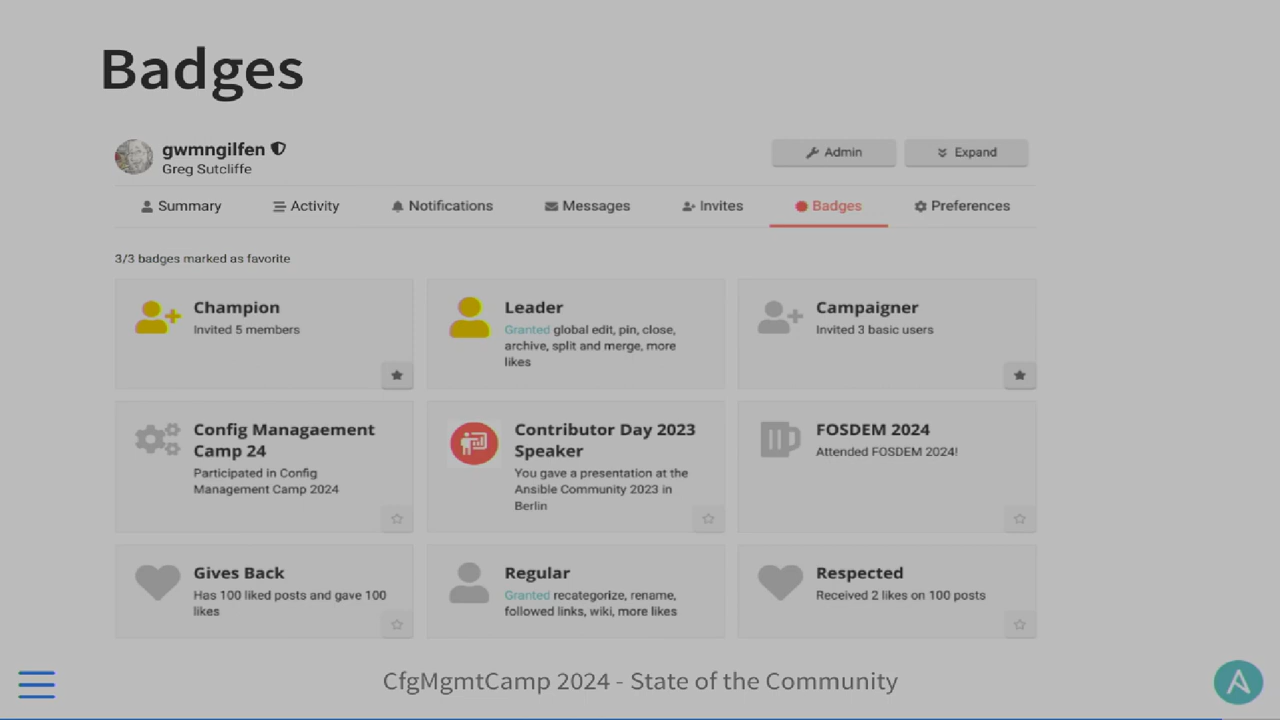 Badges
gwmngilfen
Greg Sutcliffe
Admin
Expand
Summary
Activity
Notifications
Messages
Invites
Badges
Preferences
3/3 badges marked as favorite
Champion
Invited 5 members
Leader
Granted global edit, pin, close,
archive, split and merge, more
likes
Campaigner
Invited 3 basic users
Config Managaement
Camp 24
Participated in Config
Management Camp 2024
Contributor Day 2023
Speaker
You gave a presentation at the
Ansible Community 2023 in
Berlin
FOSDEM 2024
Attended FOSDEM 2024!
Gives Back
Has 100 liked posts and gave 100
likes
Regular
Granted recategorize, rename,
followed links, wiki, more likes
Respected
Received 2 likes on 100 posts
CfgMgmtCamp 2024 - State of the Community